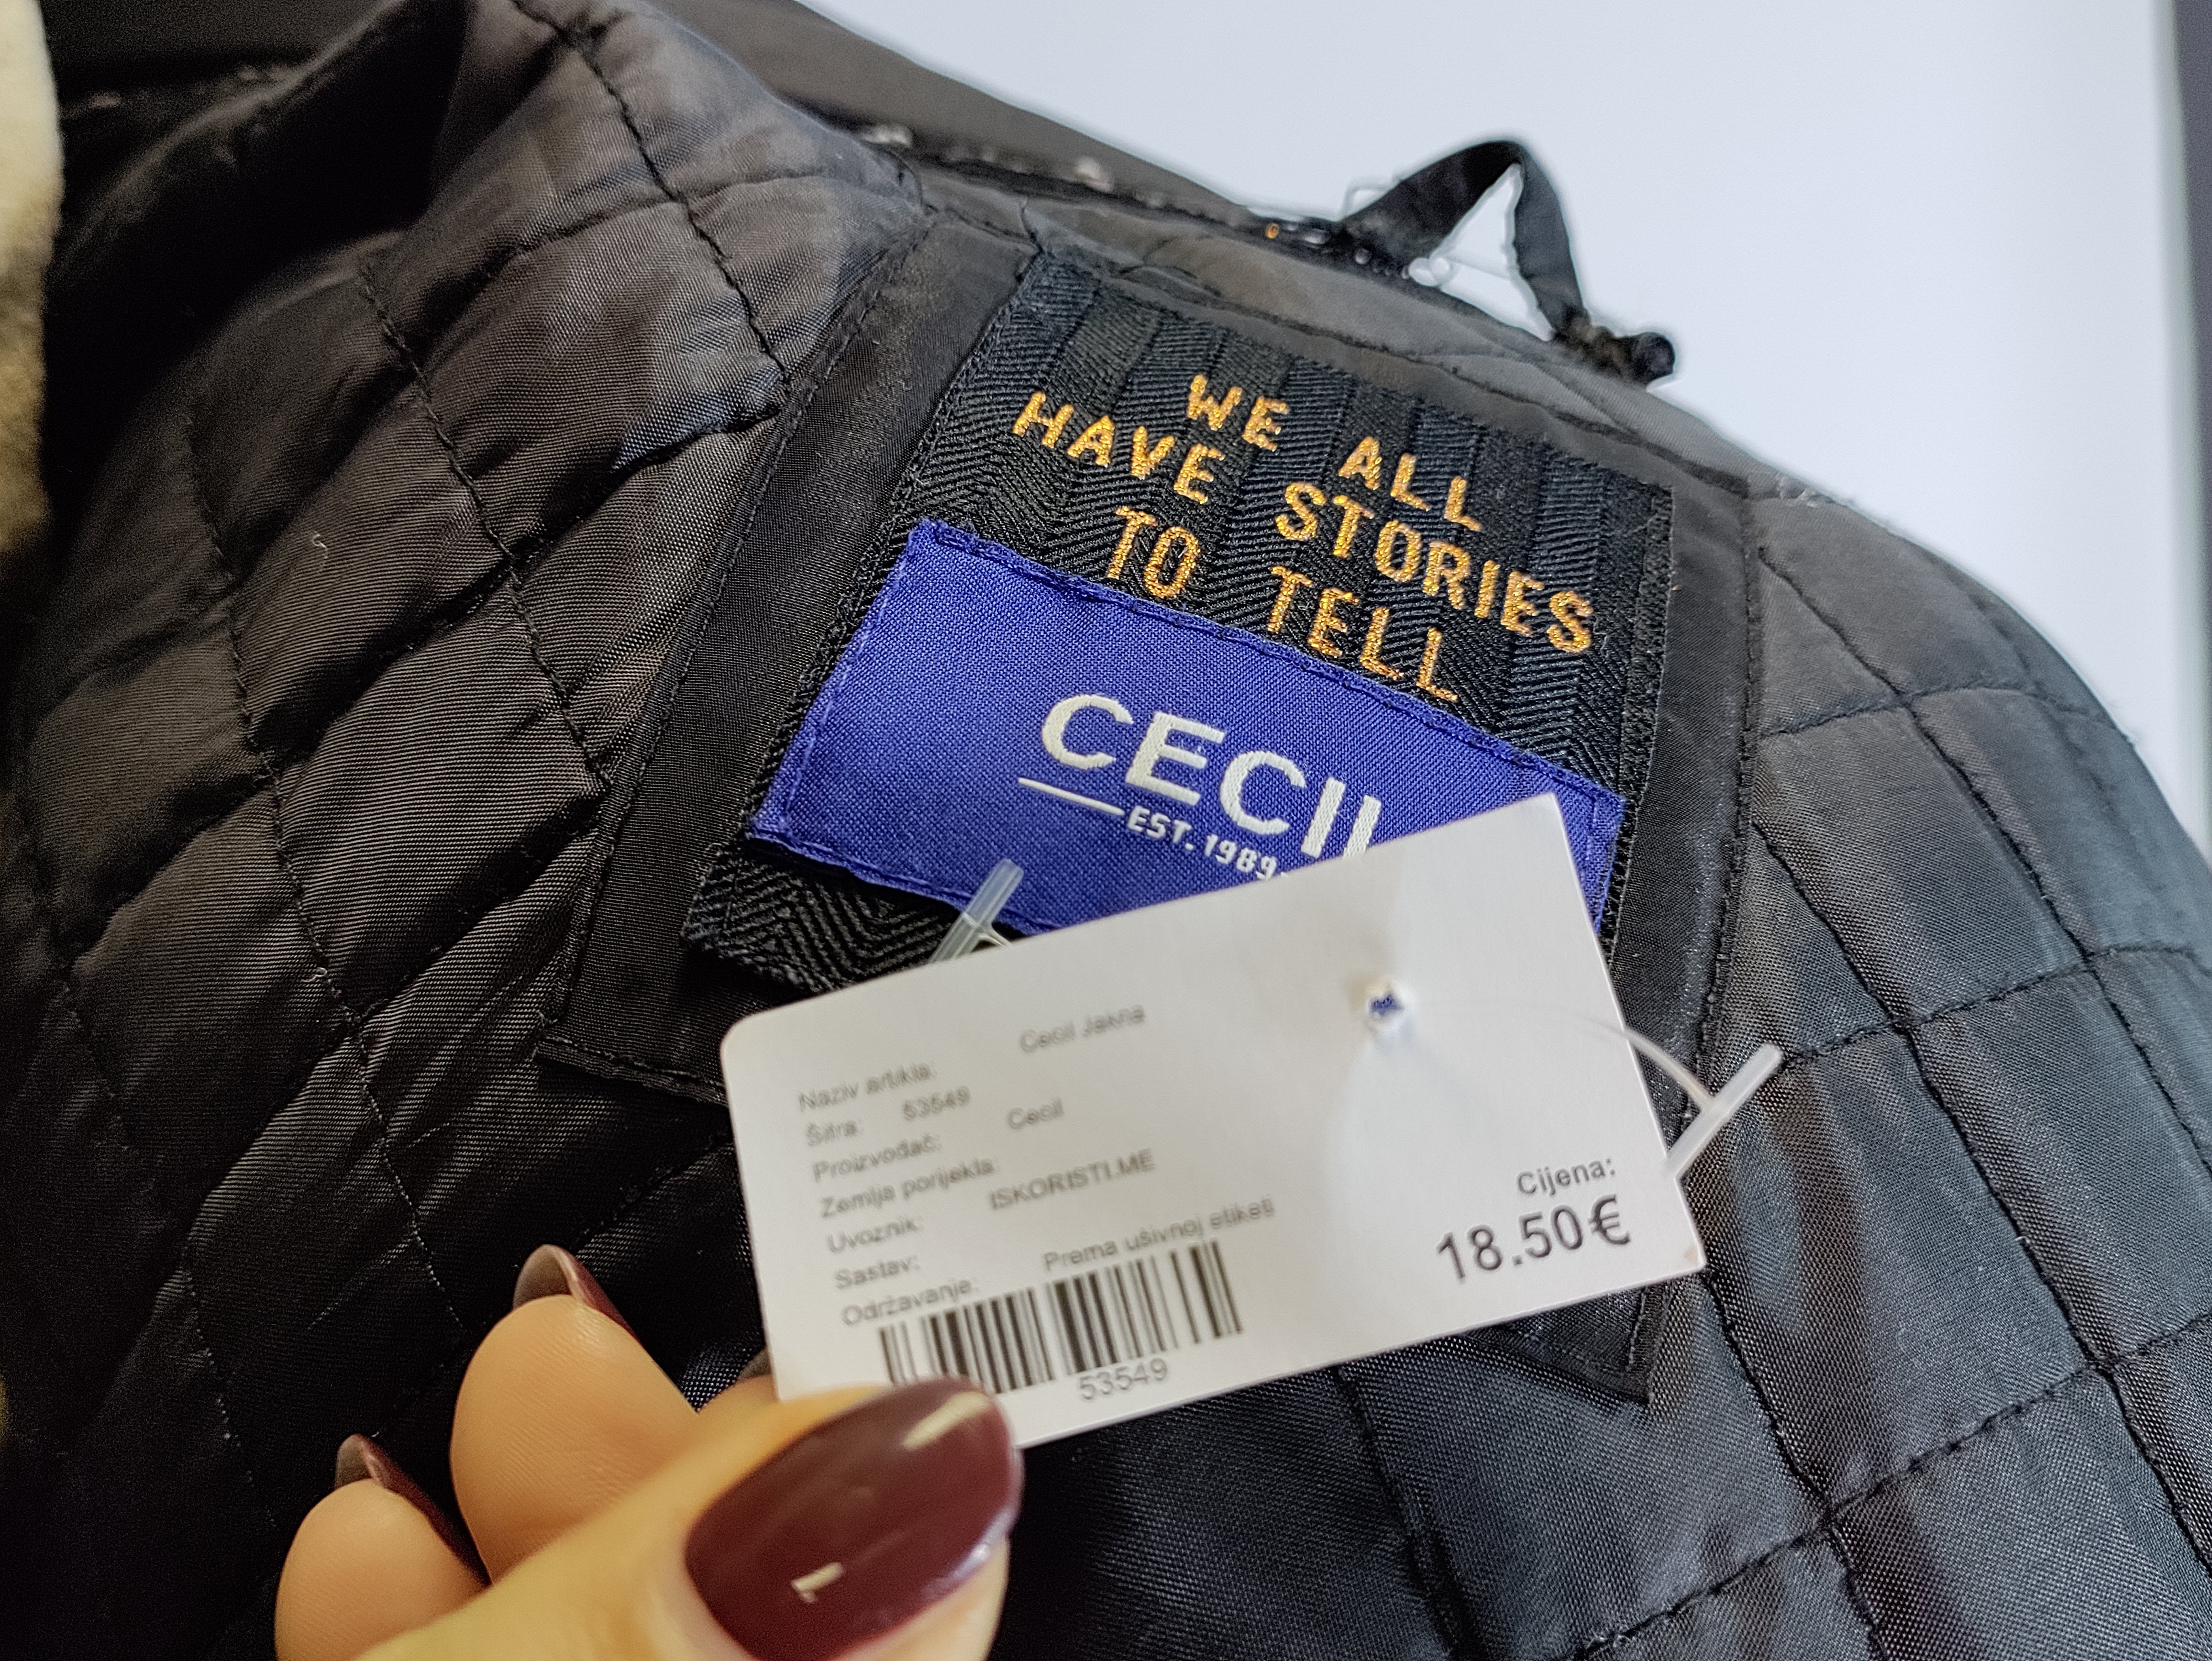 WE ALL
HAVE STORIES
TO TELL
CECIL
EST. 1989
Naziv artikla: Cecil Jakna
Šifra: 53549
Proizvođač: Cecil
Zemlja porijekla:
Uvoznik: ISKORISTI.ME
Sastav:
Održavanje: Prema ušivnoj etiketi
53549
Cijena:
18.50€